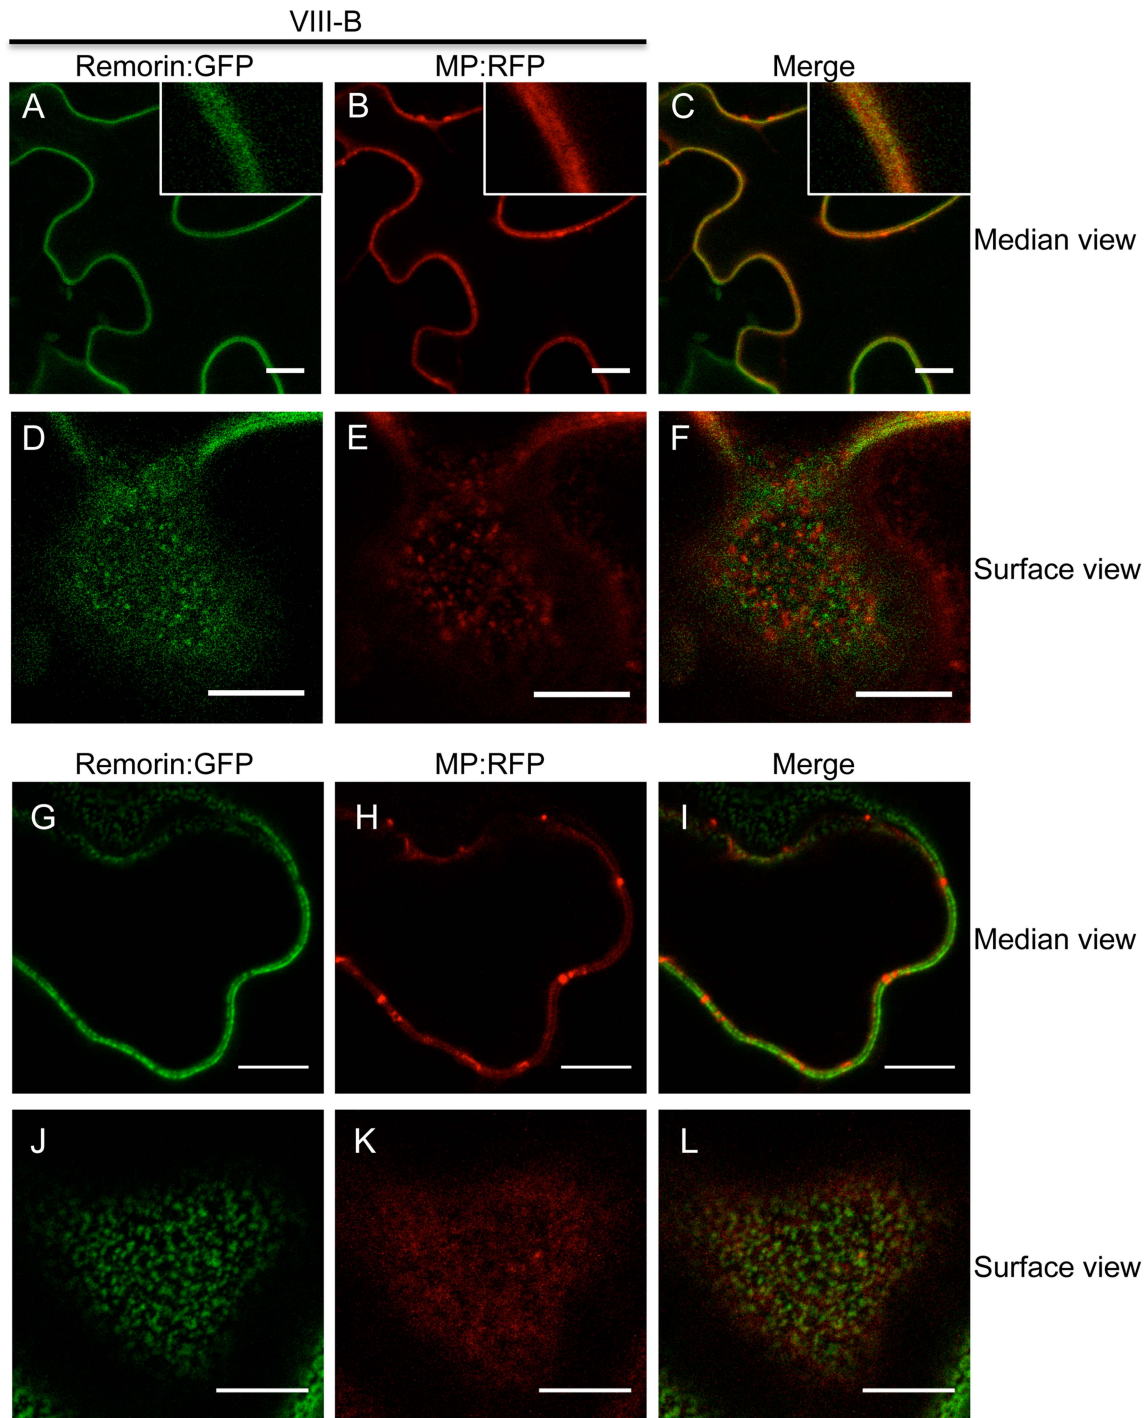 VIII-B
Remorin:GFP MP:RFP Merge
A B C
Median view
D E F
Surface view
Remorin:GFP MP:RFP Merge
G H I
Median view
J K L
Surface view